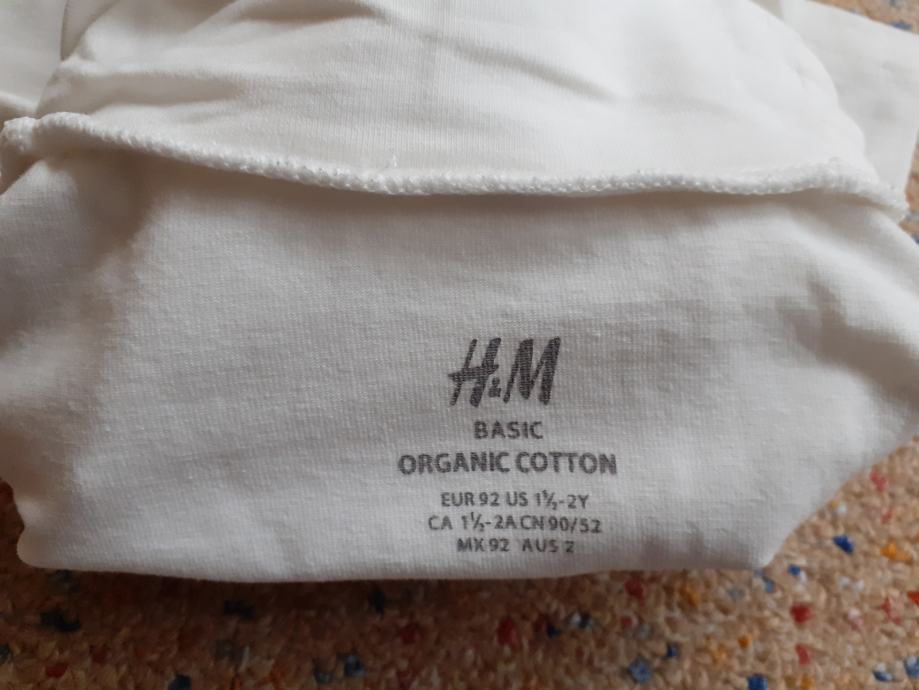 H&M
BASIC
ORGANIC COTTON
EUR 92 US 1½-2Y
CA 1½-2A CN 90/52
MX 92 AUS 2